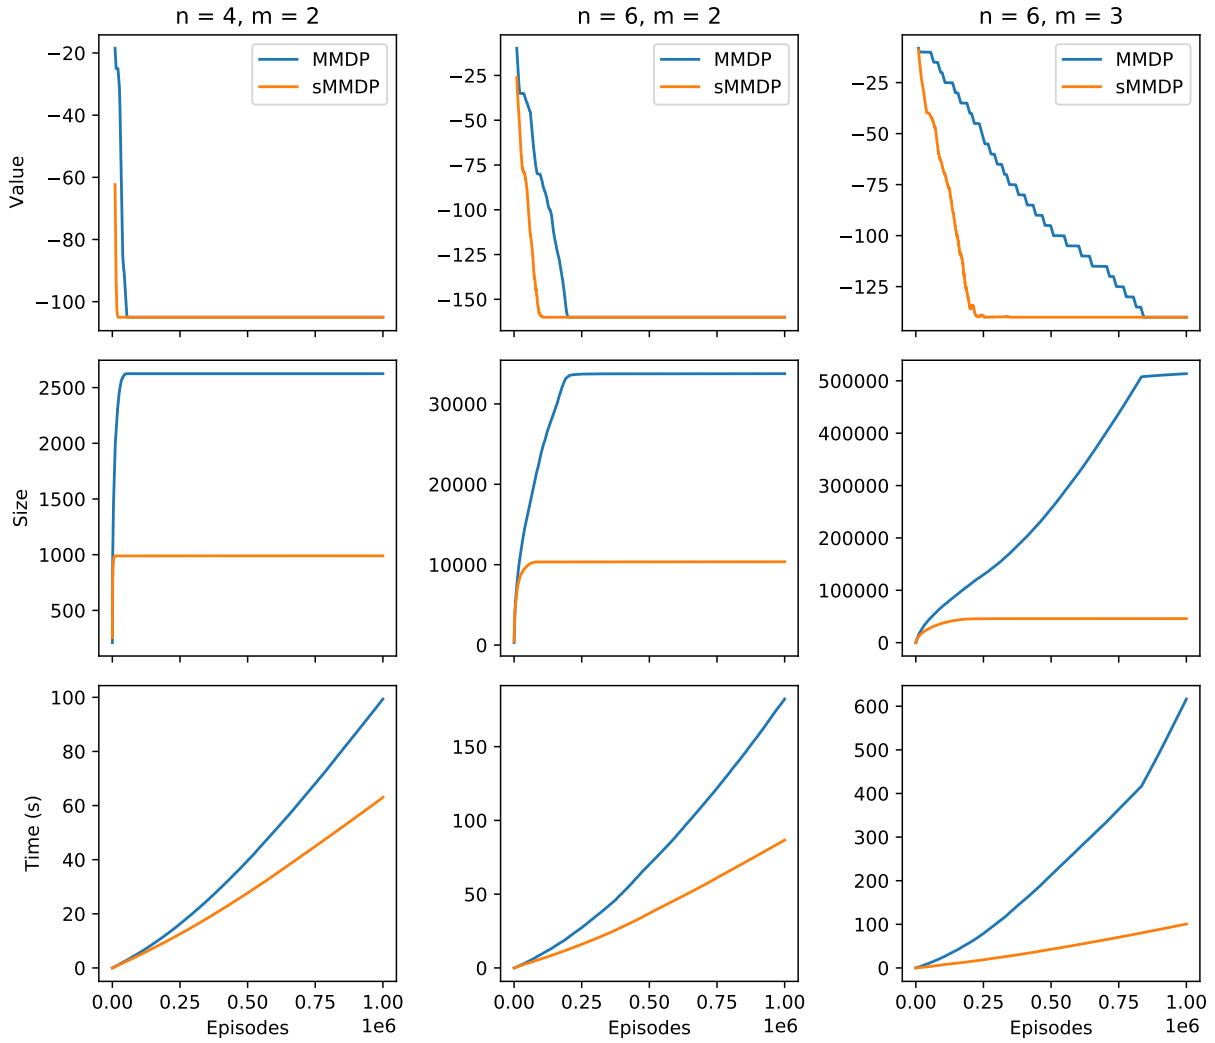 n = 4, m = 2
n = 6, m = 2
n = 6, m = 3
Value
−20
−40
−60
−80
−100
MMDP
sMMDP
−25
−50
−75
−100
−125
−150
MMDP
sMMDP
−25
−50
−75
−100
−125
MMDP
sMMDP
Size
2500
2000
1500
1000
500
30000
20000
10000
0
500000
400000
300000
200000
100000
0
Time (s)
100
80
60
40
20
0
150
100
50
0
600
500
400
300
200
100
0
0.00 0.25 0.50 0.75 1.00
0.00 0.25 0.50 0.75 1.00
0.00 0.25 0.50 0.75 1.00
Episodes 1e6
Episodes 1e6
Episodes 1e6